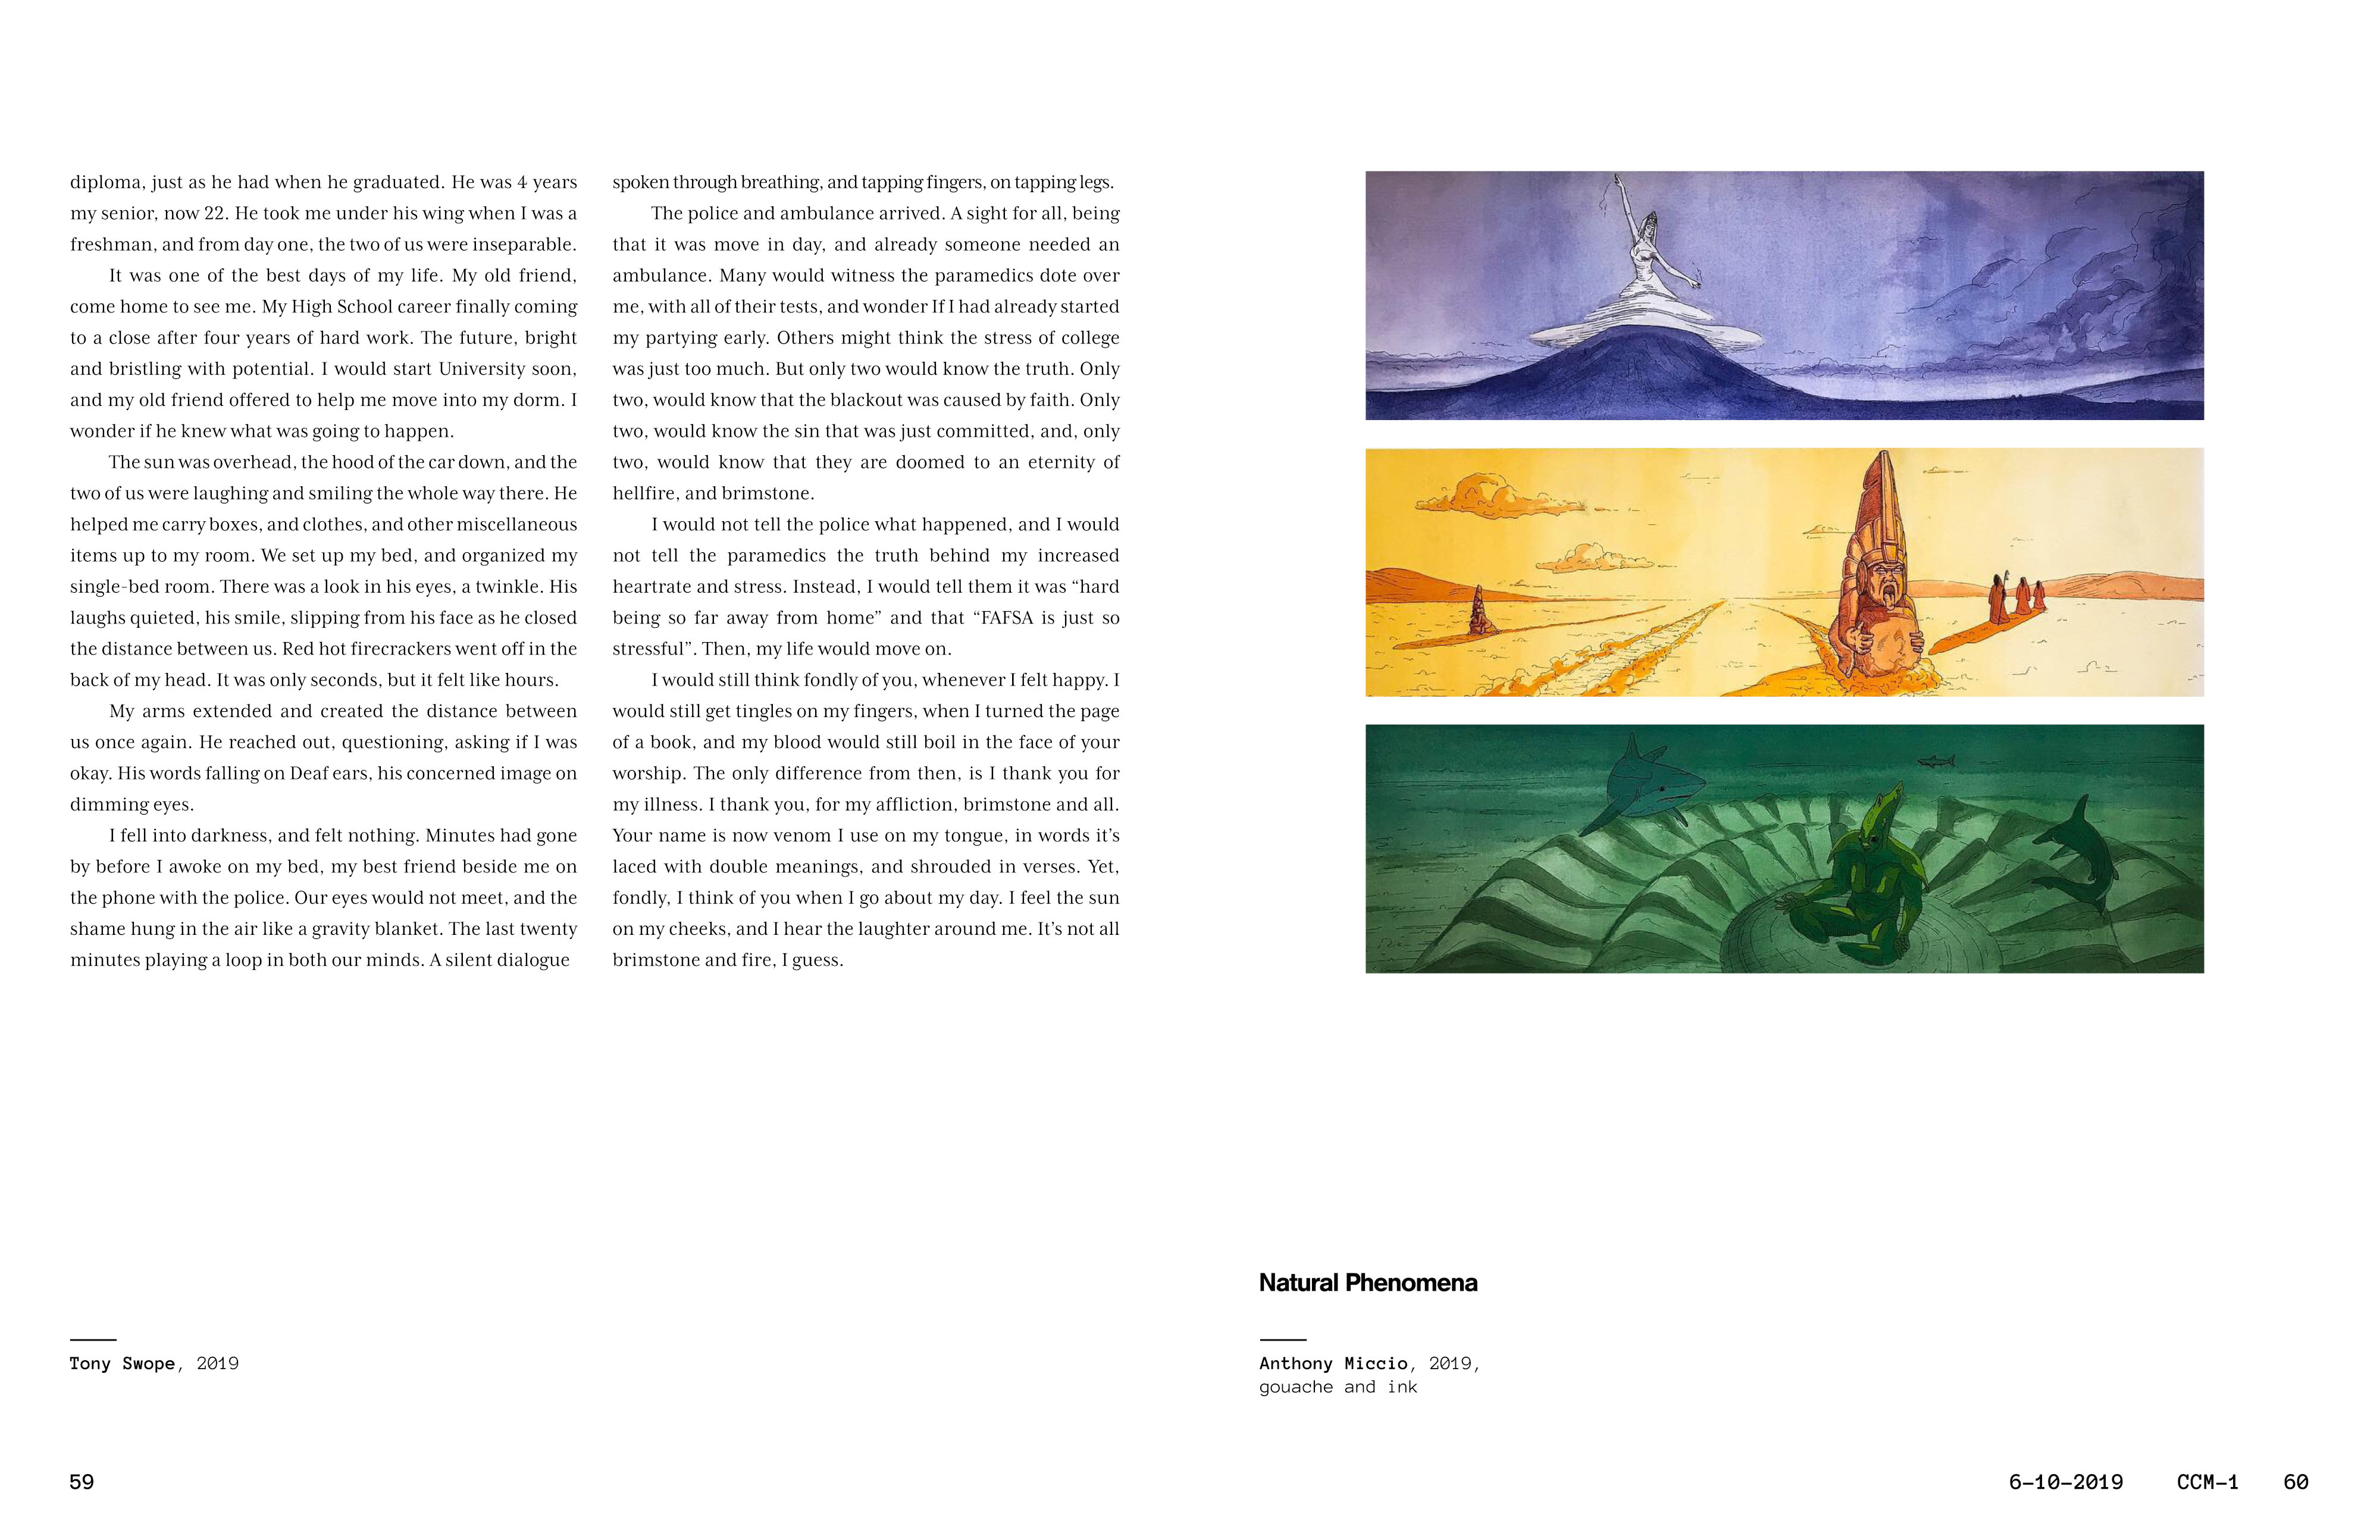 diploma, just as he had when he graduated. He was 4 years
my senior, now 22. He took me under his wing when I was a
freshman, and from day one, the two of us were inseparable.
It was one of the best days of my life. My old friend,
come home to see me. My High School career finally coming
to a close after four years of hard work. The future, bright
and bristling with potential. I would start University soon,
and my old friend offered to help me move into my dorm. I
wonder if he knew what was going to happen.
The sun was overhead, the hood of the car down, and the
two of us were laughing and smiling the whole way there. He
helped me carry boxes, and clothes, and other miscellaneous
items up to my room. We set up my bed, and organized my
single-bed room. There was a look in his eyes, a twinkle. His
laughs quieted, his smile, slipping from his face as he closed
the distance between us. Red hot firecrackers went off in the
back of my head. It was only seconds, but it felt like hours.
My arms extended and created the distance between
us once again. He reached out, questioning, asking if I was
okay. His words falling on Deaf ears, his concerned image on
dimming eyes.
I fell into darkness, and felt nothing. Minutes had gone
by before I awoke on my bed, my best friend beside me on
the phone with the police. Our eyes would not meet, and the
shame hung in the air like a gravity blanket. The last twenty
minutes playing a loop in both our minds. A silent dialogue
spoken through breathing, and tapping fingers, on tapping legs.
The police and ambulance arrived. A sight for all, being
that it was move in day, and already someone needed an
ambulance. Many would witness the paramedics dote over
me, with all of their tests, and wonder If I had already started
my partying early. Others might think the stress of college
was just too much. But only two would know the truth. Only
two, would know that the blackout was caused by faith. Only
two, would know the sin that was just committed, and, only
two, would know that they are doomed to an eternity of
hellfire, and brimstone.
I would not tell the police what happened, and I would
not tell the paramedics the truth behind my increased
heartrate and stress. Instead, I would tell them it was “hard
being so far away from home” and that “FAFSA is just so
stressful”. Then, my life would move on.
I would still think fondly of you, whenever I felt happy. I
would still get tingles on my fingers, when I turned the page
of a book, and my blood would still boil in the face of your
worship. The only difference from then, is I thank you for
my illness. I thank you, for my affliction, brimstone and all.
Your name is now venom I use on my tongue, in words it’s
laced with double meanings, and shrouded in verses. Yet,
fondly, I think of you when I go about my day. I feel the sun
on my cheeks, and I hear the laughter around me. It’s not all
brimstone and fire, I guess.
Tony Swope, 2019
59
Natural Phenomena
Anthony Miccio, 2019,
gouache and ink
6–10–2019 CCM–1 60